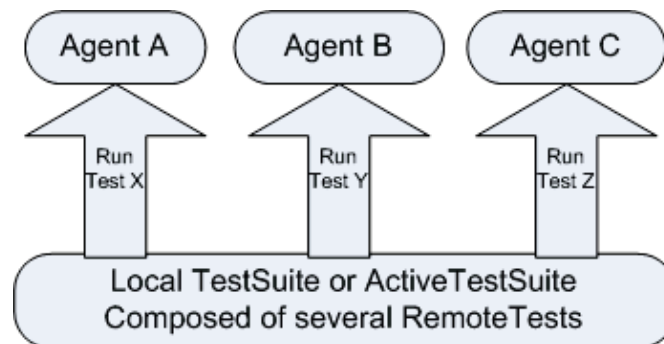 Agent A
Agent B
Agent C
Run
Test X
Run
Test Y
Run
Test Z
Local TestSuite or ActiveTestSuite
Composed of several RemoteTests